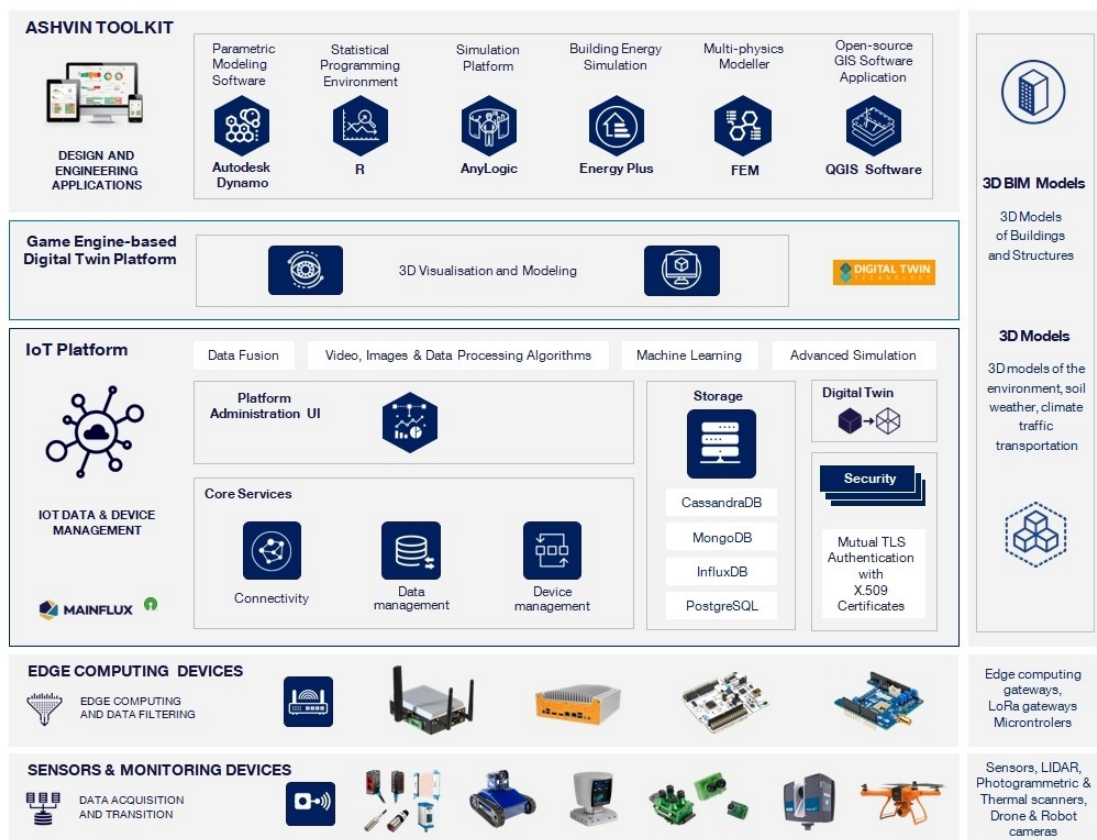 ASHVIN TOOLKIT
DESIGN AND
ENGINEERING
APPLICATIONS
Parametric
Modeling
Software
Autodesk
Dynamo
Statistical
Programming
Environment
R
Simulation
Platform
AnyLogic
Building Energy
Simulation
Energy Plus
Multi-physics
Modeller
FEM
Open-source
GIS Software
Application
QGIS Software
Game Engine-based
Digital Twin Platform
3D Visualisation and Modeling
DIGITAL TWIN
TECHNOLOGY
IoT Platform
IOT DATA & DEVICE
MANAGEMENT
MAINFLUX
Data Fusion
Video, Images & Data Processing Algorithms
Machine Learning
Advanced Simulation
Platform
Administration UI
Core Services
Connectivity
Data
management
Device
management
Storage
CassandraDB
MongoDB
InfluxDB
PostgreSQL
Digital Twin
Security
Mutual TLS
Authentication
with
X.509
Certificates
3D BIM Models
3D Models
of Buildings
and Structures
3D Models
3D models of the
environment, soil
weather, climate
traffic
transportation
EDGE COMPUTING DEVICES
EDGE COMPUTING
AND DATA FILTERING
Edge computing
gateways,
LoRa gateways
Microntrolers
SENSORS & MONITORING DEVICES
DATA ACQUISITION
AND TRANSITION
Sensors, LIDAR,
Photogrammetric &
Thermal scanners,
Drone & Robot
cameras